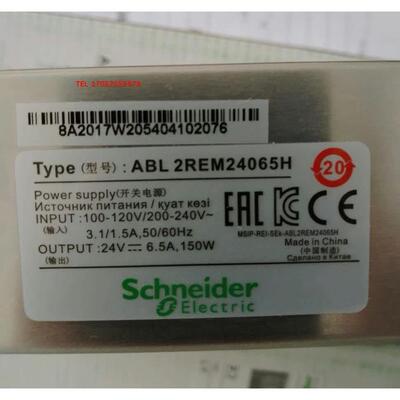 8A2017W205404102076
Type (型号) : ABL 2REM24065H
20
Power supply(开关电源)
Источник питания / қуат көзі
INPUT :100-120V/200-240V~
(输入) 3.1/1.5A,50/60Hz
OUTPUT :24V⎓ 6.5A,150W
(输出)
EAC
MSIP-REI-SEk-ABL2REM24065H
Made in China
(中国制造)
Сделано в Китае
Schneider
Electric